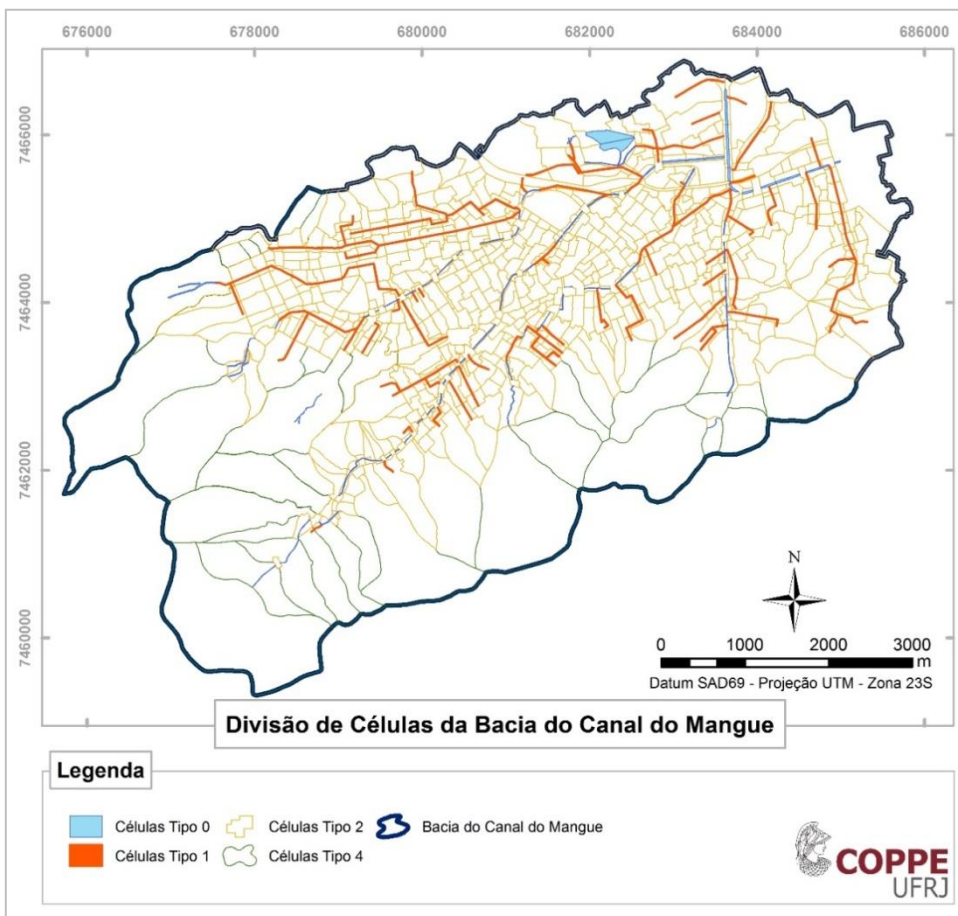 676000 678000 680000 682000 684000 686000
7466000
7464000
7462000
7460000
N
0 1000 2000 3000
m
Datum SAD69 - Projeção UTM - Zona 23S
Divisão de Células da Bacia do Canal do Mangue
Legenda
Células Tipo 0 Células Tipo 2 Bacia do Canal do Mangue
Células Tipo 1 Células Tipo 4
COPPE
UFRJ